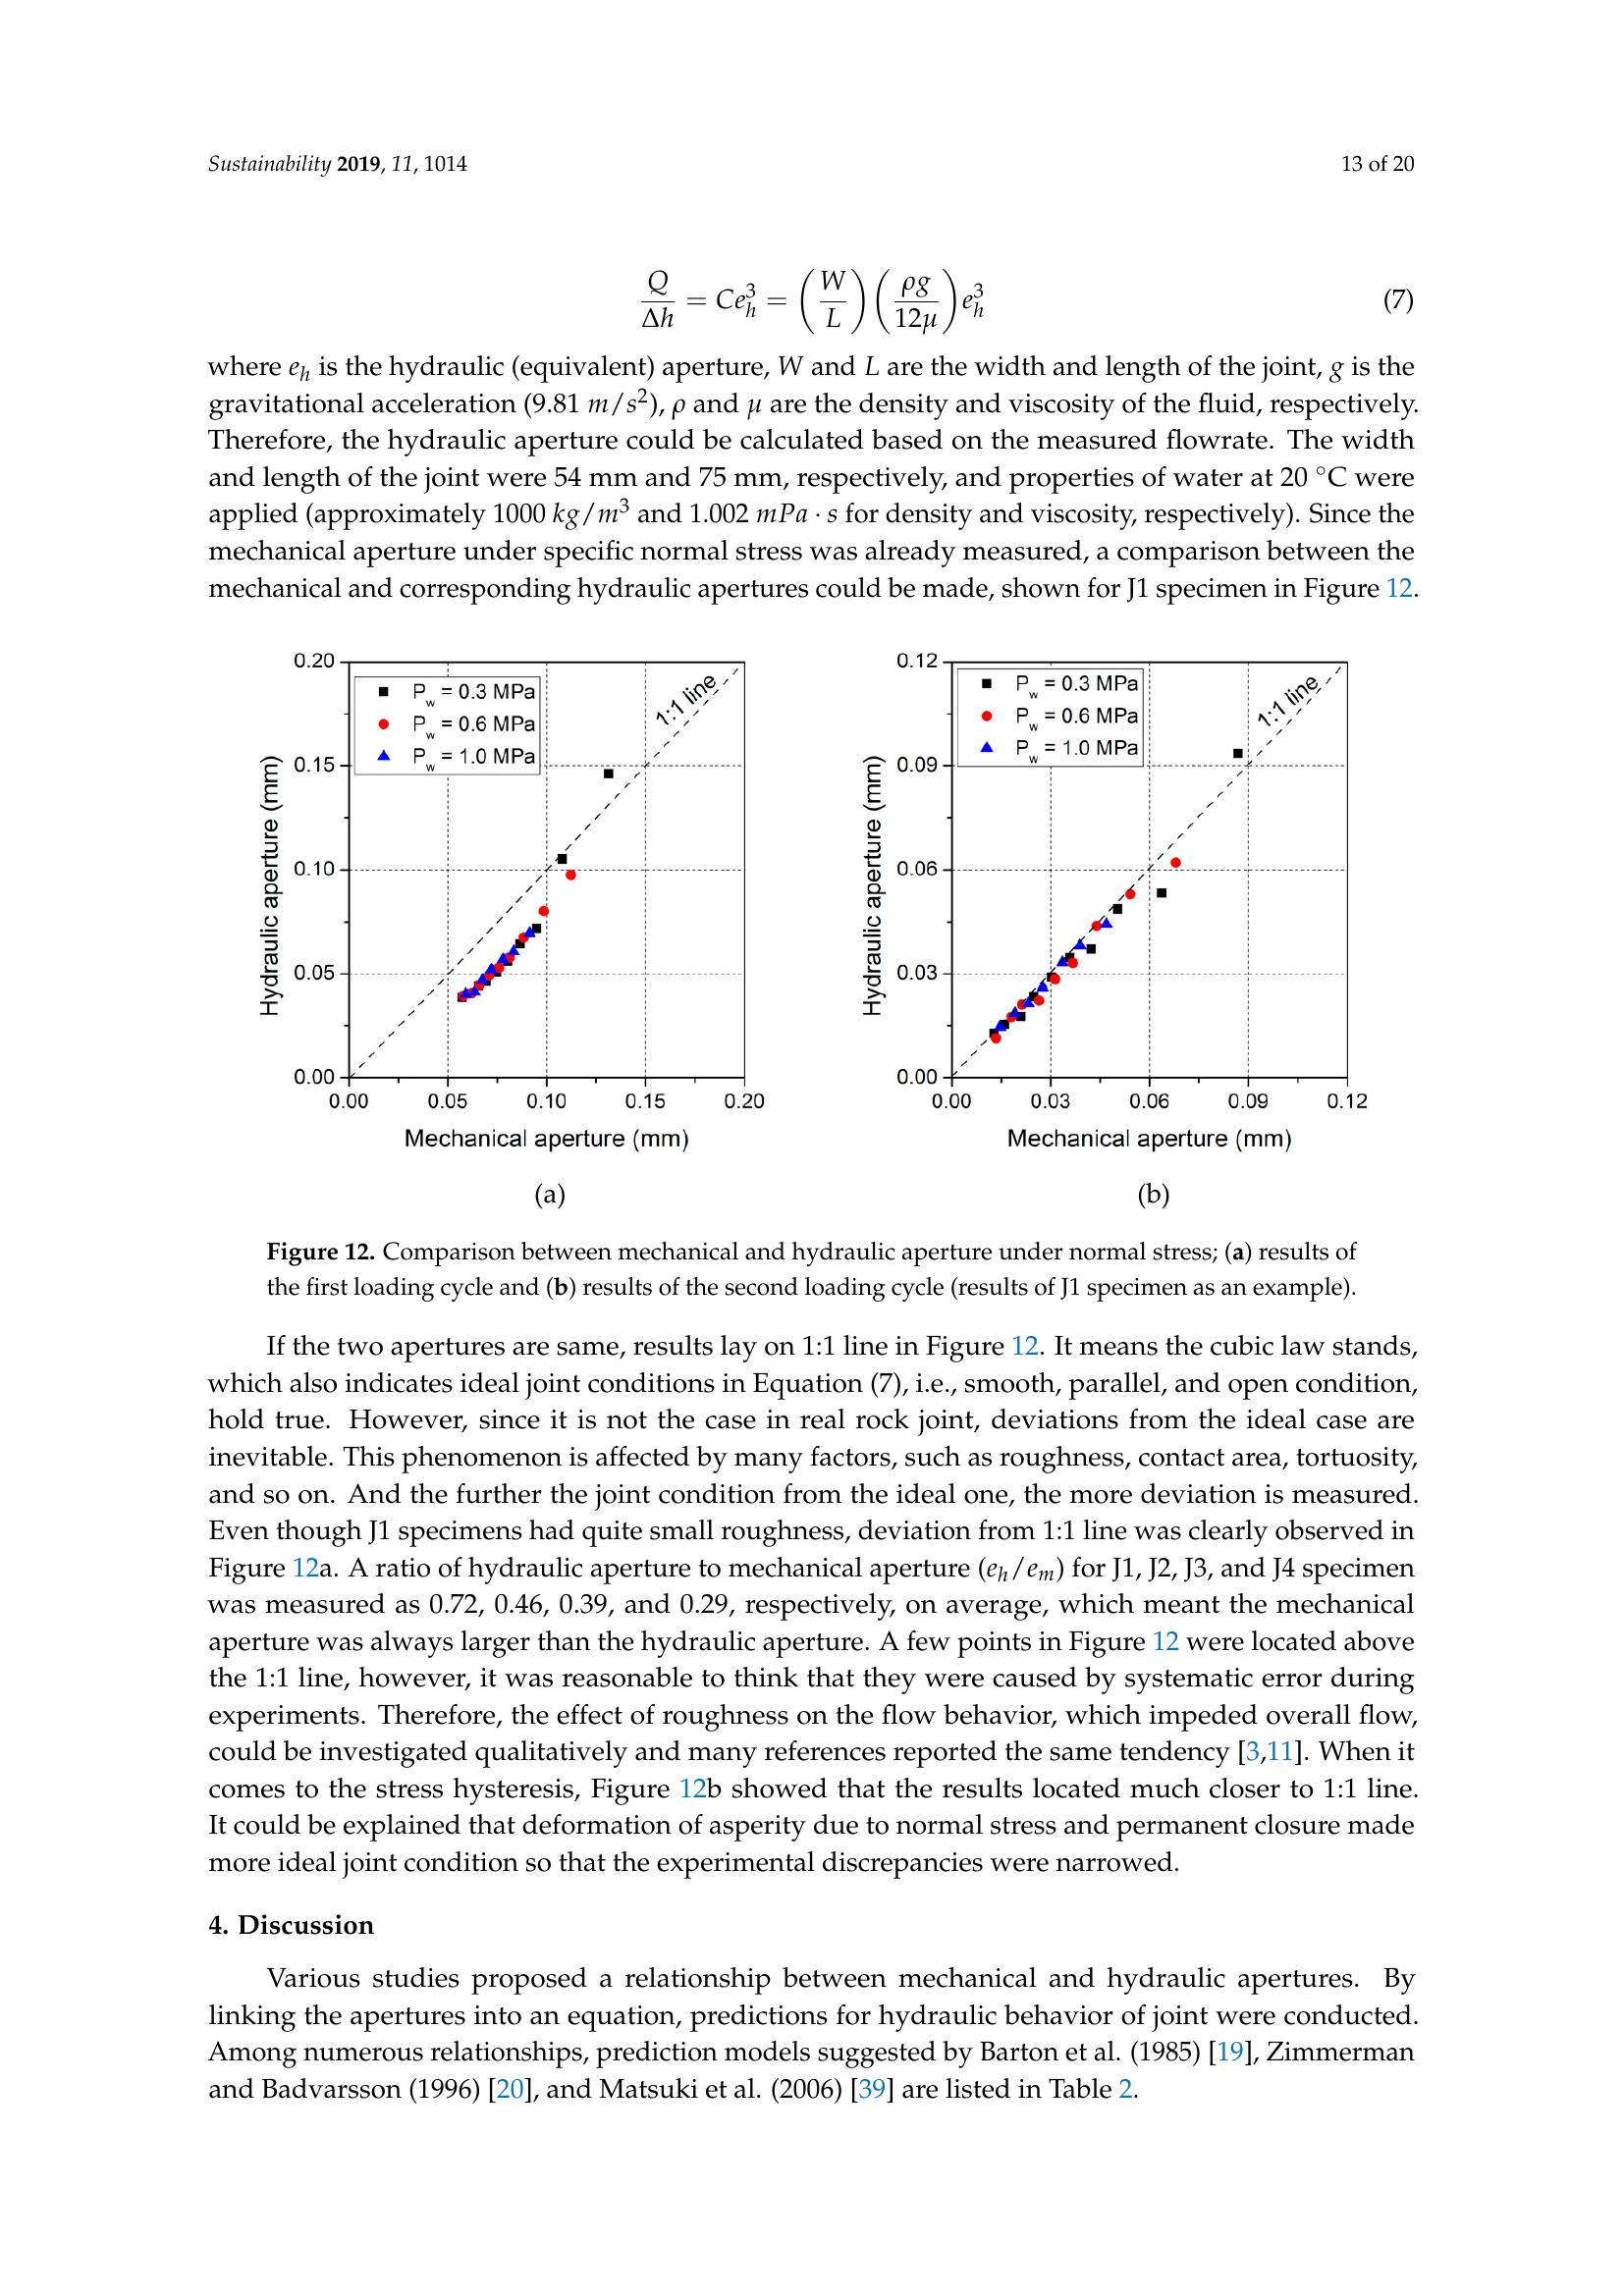 Sustainability 2019, 11, 1014 13 of 20
Q/Δh = Ce_h^3 = (W/L)(ρg/12μ)e_h^3 (7)
where e_h is the hydraulic (equivalent) aperture, W and L are the width and length of the joint, g is the
gravitational acceleration (9.81 m/s²), ρ and μ are the density and viscosity of the fluid, respectively.
Therefore, the hydraulic aperture could be calculated based on the measured flowrate. The width
and length of the joint were 54 mm and 75 mm, respectively, and properties of water at 20 °C were
applied (approximately 1000 kg/m³ and 1.002 mPa · s for density and viscosity, respectively). Since the
mechanical aperture under specific normal stress was already measured, a comparison between the
mechanical and corresponding hydraulic apertures could be made, shown for J1 specimen in Figure 12.
0.20
0.15
0.10
0.05
0.00
Hydraulic aperture (mm)
P_w = 0.3 MPa
P_w = 0.6 MPa
P_w = 1.0 MPa
1:1 line
0.00 0.05 0.10 0.15 0.20
Mechanical aperture (mm)
(a)
0.12
0.09
0.06
0.03
0.00
Hydraulic aperture (mm)
P_w = 0.3 MPa
P_w = 0.6 MPa
P_w = 1.0 MPa
1:1 line
0.00 0.03 0.06 0.09 0.12
Mechanical aperture (mm)
(b)
Figure 12. Comparison between mechanical and hydraulic aperture under normal stress; (a) results of
the first loading cycle and (b) results of the second loading cycle (results of J1 specimen as an example).
If the two apertures are same, results lay on 1:1 line in Figure 12. It means the cubic law stands,
which also indicates ideal joint conditions in Equation (7), i.e., smooth, parallel, and open condition,
hold true. However, since it is not the case in real rock joint, deviations from the ideal case are
inevitable. This phenomenon is affected by many factors, such as roughness, contact area, tortuosity,
and so on. And the further the joint condition from the ideal one, the more deviation is measured.
Even though J1 specimens had quite small roughness, deviation from 1:1 line was clearly observed in
Figure 12a. A ratio of hydraulic aperture to mechanical aperture (e_h/e_m) for J1, J2, J3, and J4 specimen
was measured as 0.72, 0.46, 0.39, and 0.29, respectively, on average, which meant the mechanical
aperture was always larger than the hydraulic aperture. A few points in Figure 12 were located above
the 1:1 line, however, it was reasonable to think that they were caused by systematic error during
experiments. Therefore, the effect of roughness on the flow behavior, which impeded overall flow,
could be investigated qualitatively and many references reported the same tendency [3,11]. When it
comes to the stress hysteresis, Figure 12b showed that the results located much closer to 1:1 line.
It could be explained that deformation of asperity due to normal stress and permanent closure made
more ideal joint condition so that the experimental discrepancies were narrowed.
4. Discussion
Various studies proposed a relationship between mechanical and hydraulic apertures. By
linking the apertures into an equation, predictions for hydraulic behavior of joint were conducted.
Among numerous relationships, prediction models suggested by Barton et al. (1985) [19], Zimmerman
and Badvarsson (1996) [20], and Matsuki et al. (2006) [39] are listed in Table 2.